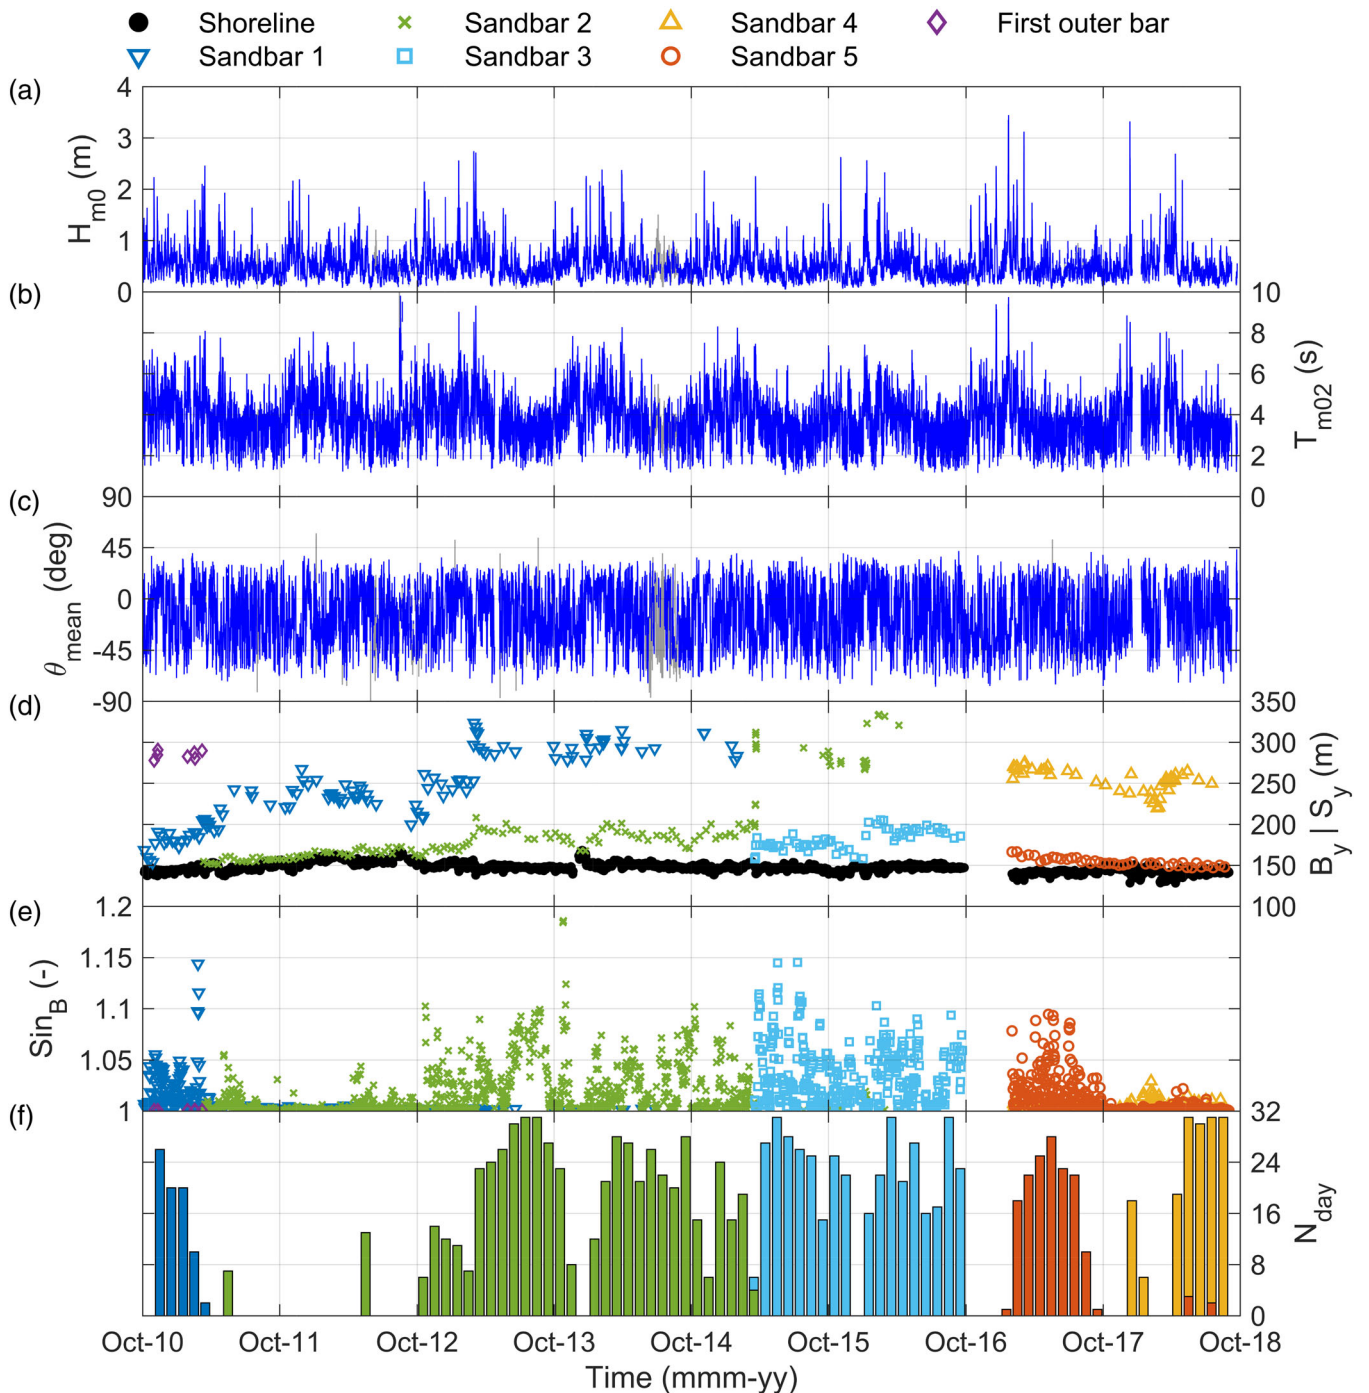 Shoreline Sandbar 2 Sandbar 4 First outer bar
Sandbar 1 Sandbar 3 Sandbar 5
(a)
4
3
2
1
0
H_m0 (m)
(b)
10
8
6
4
2
0
T_m02 (s)
(c)
90
45
0
-45
-90
θ_mean (deg)
(d)
350
300
250
200
150
100
B_y | S_y (m)
(e)
1.2
1.15
1.1
1.05
1
Sin_B (-)
(f)
32
24
16
8
0
N_day
Oct-10 Oct-11 Oct-12 Oct-13 Oct-14 Oct-15 Oct-16 Oct-17 Oct-18
Time (mmm-yy)